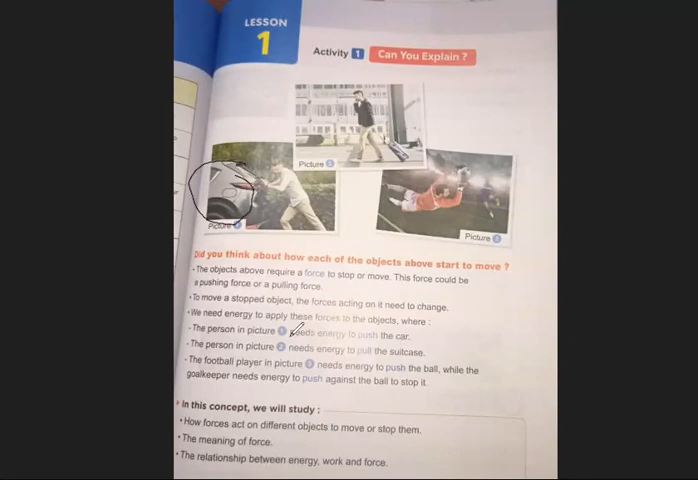 LESSON
1
Activity 1 Can You Explain ?
Picture 2
Picture 1
Picture 3
Did you think about how each of the objects above start to move ?
• The objects above require a force to stop or move. This force could be
a pushing force or a pulling force.
• To move a stopped object, the forces acting on it need to change.
• We need energy to apply these forces to the objects, where :
- The person in picture 1 needs energy to push the car.
- The person in picture 2 needs energy to pull the suitcase.
- The football player in picture 3 needs energy to push the ball, while the
goalkeeper needs energy to push against the ball to stop it.
In this concept, we will study :
• How forces act on different objects to move or stop them.
• The meaning of force.
• The relationship between energy, work and force.